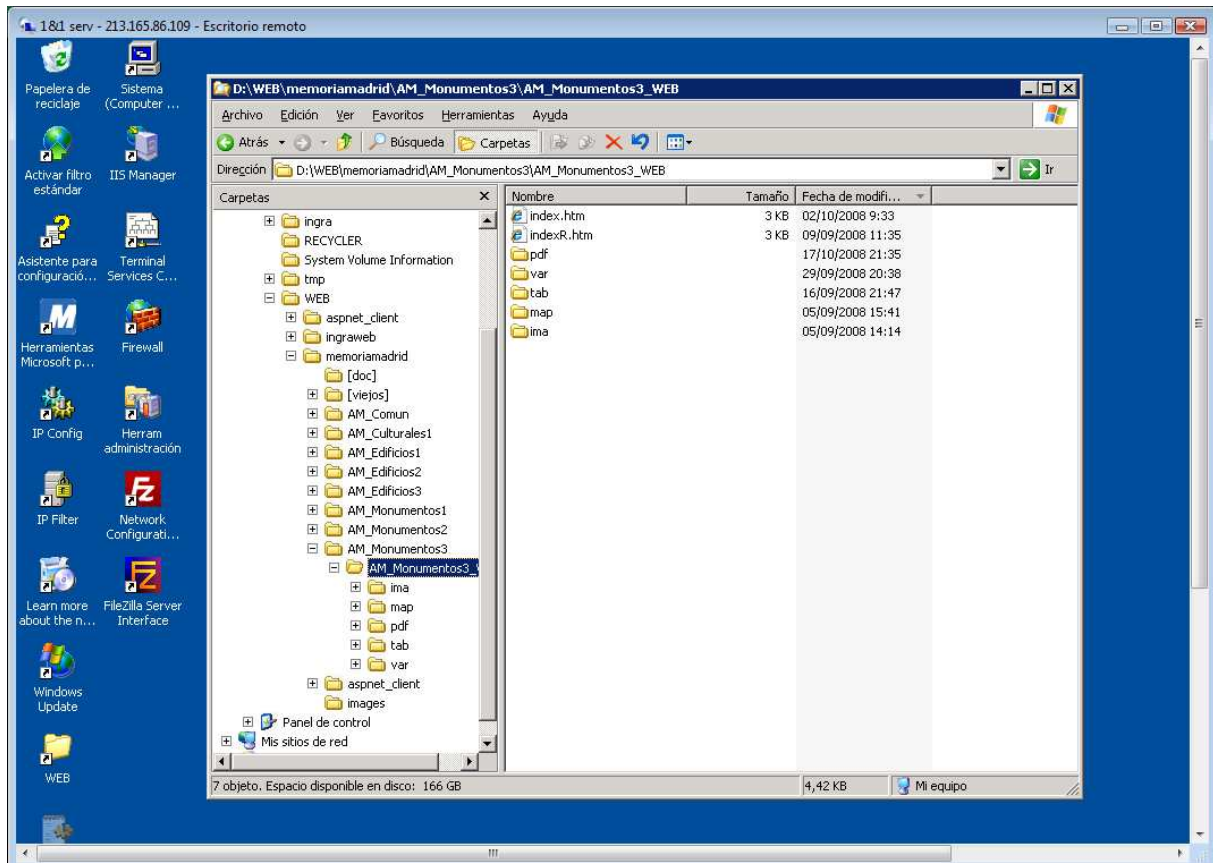 1&1 serv - 213.165.86.109 - Escritorio remoto
Papelera de reciclaje
Sistema (Computer ...
Activar filtro estándar
IIS Manager
Asistente para configuració...
Terminal Services C...
Herramientas Microsoft p...
Firewall
IP Config
Herram administración
IP Filter
Network Configurati...
Learn more about the n...
FileZilla Server Interface
Windows Update
WEB
D:\WEB\memoriamadrid\AM_Monumentos3\AM_Monumentos3_WEB
Archivo Edición Ver Favoritos Herramientas Ayuda
Atrás Búsqueda Carpetas
Dirección D:\WEB\memoriamadrid\AM_Monumentos3\AM_Monumentos3_WEB Ir
Carpetas
ingra
RECYCLER
System Volume Information
tmp
WEB
aspnet_client
ingraweb
memoriamadrid
[doc]
[viejos]
AM_Comun
AM_Culturales1
AM_Edificios1
AM_Edificios2
AM_Edificios3
AM_Monumentos1
AM_Monumentos2
AM_Monumentos3
AM_Monumentos3_
ima
map
pdf
tab
var
aspnet_client
images
Panel de control
Mis sitios de red
Nombre Tamaño Fecha de modifi...
index.htm 3 KB 02/10/2008 9:33
indexR.htm 3 KB 09/09/2008 11:35
pdf 17/10/2008 21:35
var 29/09/2008 20:38
tab 16/09/2008 21:47
map 05/09/2008 15:41
ima 05/09/2008 14:14
7 objeto. Espacio disponible en disco: 166 GB 4,42 KB Mi equipo